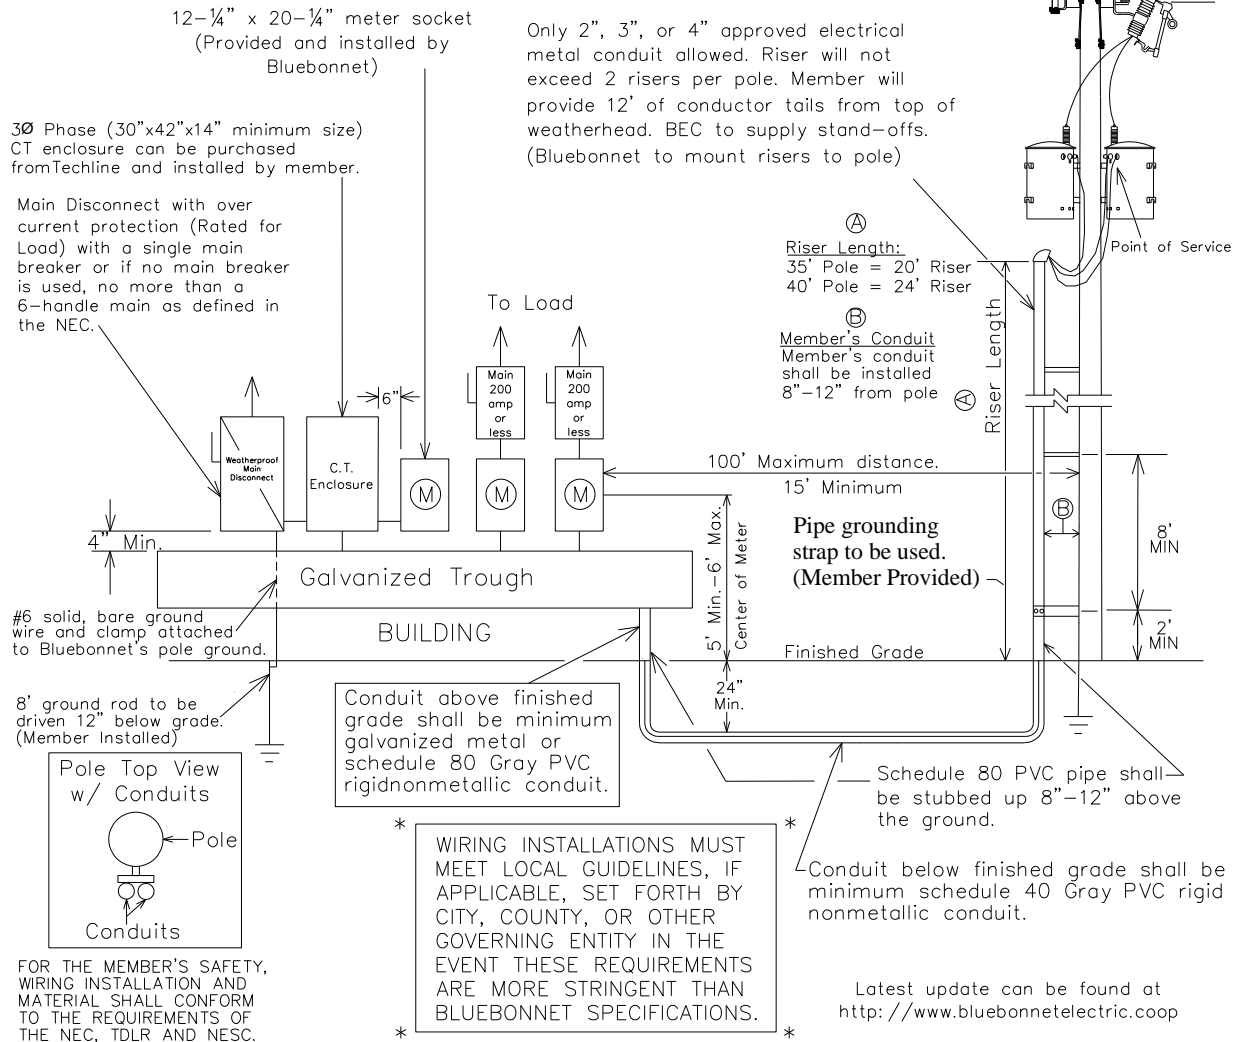 12-¼" x 20-¼" meter socket
(Provided and installed by
Bluebonnet)
Only 2", 3", or 4" approved electrical
metal conduit allowed. Riser will not
exceed 2 risers per pole. Member will
provide 12' of conductor tails from top of
weatherhead. BEC to supply stand-offs.
(Bluebonnet to mount risers to pole)
3Ø Phase (30"x42"x14" minimum size)
CT enclosure can be purchased
fromTechline and installed by member.
Main Disconnect with over
current protection (Rated for
Load) with a single main
breaker or if no main breaker
is used, no more than a
6-handle main as defined in
the NEC.
A
Riser Length:
35' Pole = 20' Riser
40' Pole = 24' Riser
B
Member's Conduit
Member's conduit
shall be installed
8"-12" from pole
Point of Service
A
Riser Length
To Load
Main
200
amp
or
less
Main
200
amp
or
less
6"
Weatherproof
Main
Disconnect
C.T.
Enclosure
M
M
M
100' Maximum distance.
15' Minimum
B
8'
MIN
2'
MIN
Pipe grounding
strap to be used.
(Member Provided)
5' Min.-6' Max.
Center of Meter
4" Min.
Galvanized Trough
#6 solid, bare ground
wire and clamp attached
to Bluebonnet's pole ground.
BUILDING
Finished Grade
24"
Min.
8' ground rod to be
driven 12" below grade.
(Member Installed)
Conduit above finished
grade shall be minimum
galvanized metal or
schedule 80 Gray PVC
rigidnonmetallic conduit.
Schedule 80 PVC pipe shall
be stubbed up 8"-12" above
the ground.
Pole Top View
w/ Conduits
Pole
Conduits
* *
WIRING INSTALLATIONS MUST
MEET LOCAL GUIDELINES, IF
APPLICABLE, SET FORTH BY
CITY, COUNTY, OR OTHER
GOVERNING ENTITY IN THE
EVENT THESE REQUIREMENTS
ARE MORE STRINGENT THAN
BLUEBONNET SPECIFICATIONS.
* *
Conduit below finished grade shall be
minimum schedule 40 Gray PVC rigid
nonmetallic conduit.
FOR THE MEMBER'S SAFETY,
WIRING INSTALLATION AND
MATERIAL SHALL CONFORM
TO THE REQUIREMENTS OF
THE NEC, TDLR AND NESC.
Latest update can be found at
http://www.bluebonnetelectric.coop